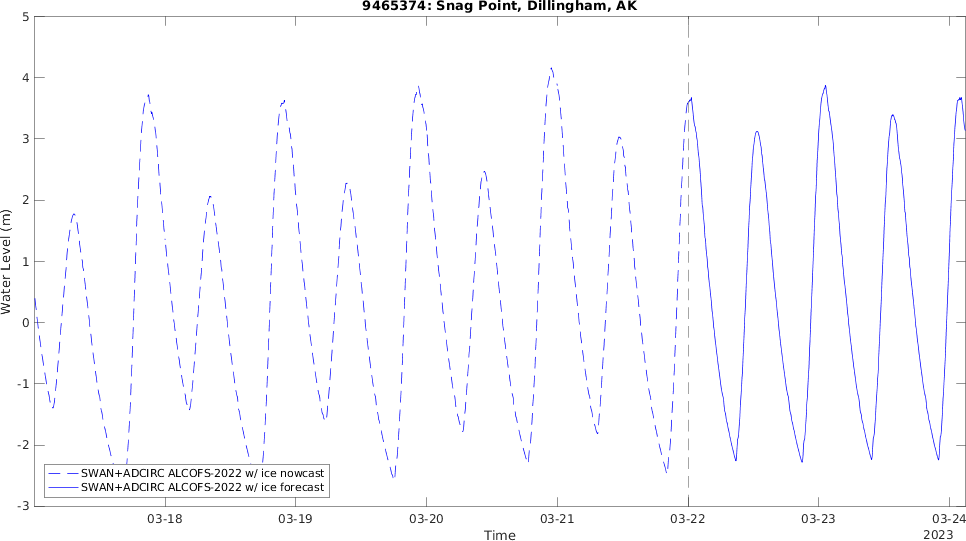 9465374: Snag Point, Dillingham, AK
5
4
3
2
1
0
-1
-2
-3
Water Level (m)
SWAN+ADCIRC ALCOFS-2022 w/ ice nowcast
SWAN+ADCIRC ALCOFS-2022 w/ ice forecast
03-18 03-19 03-20 03-21 03-22 03-23 03-24
Time
2023